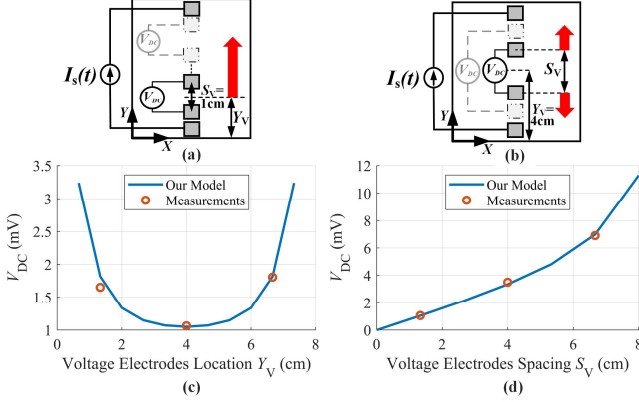 (a)
V_DC
I_s(t)
V_DC
S_V=
1cm
Y_V
Y
X
(b)
V_DC
V_DC
I_s(t)
S_V
Y_V=
4cm
Y
X
3.5
3
2.5
2
1.5
1
V_DC (mV)
Our Model
Measurements
0 2 4 6 8
Voltage Electrodes Location Y_V (cm)
(c)
12
10
8
6
4
2
0
V_DC (mV)
Our Model
Measurements
0 2 4 6 8
Voltage Electrodes Spacing S_V (cm)
(d)